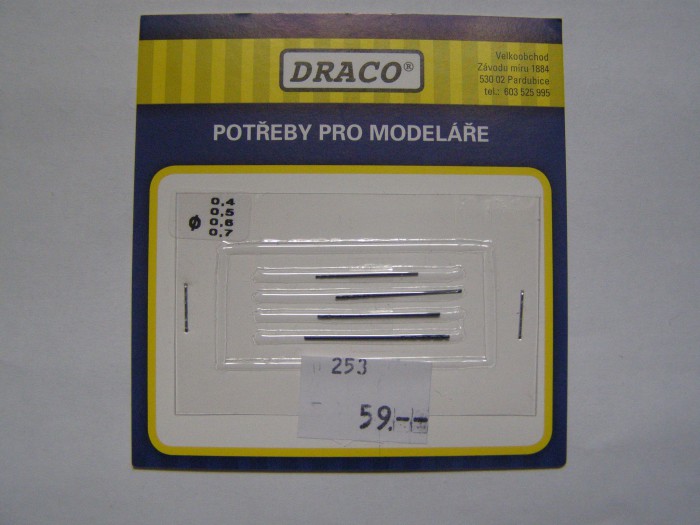 DRACO®
Velkoobchod
Závodu míru 1884
530 02 Pardubice
tel.: 603 525 995
POTŘEBY PRO MODELÁŘE
0,4
0,5
ø 0,6
0,7
253
59.--